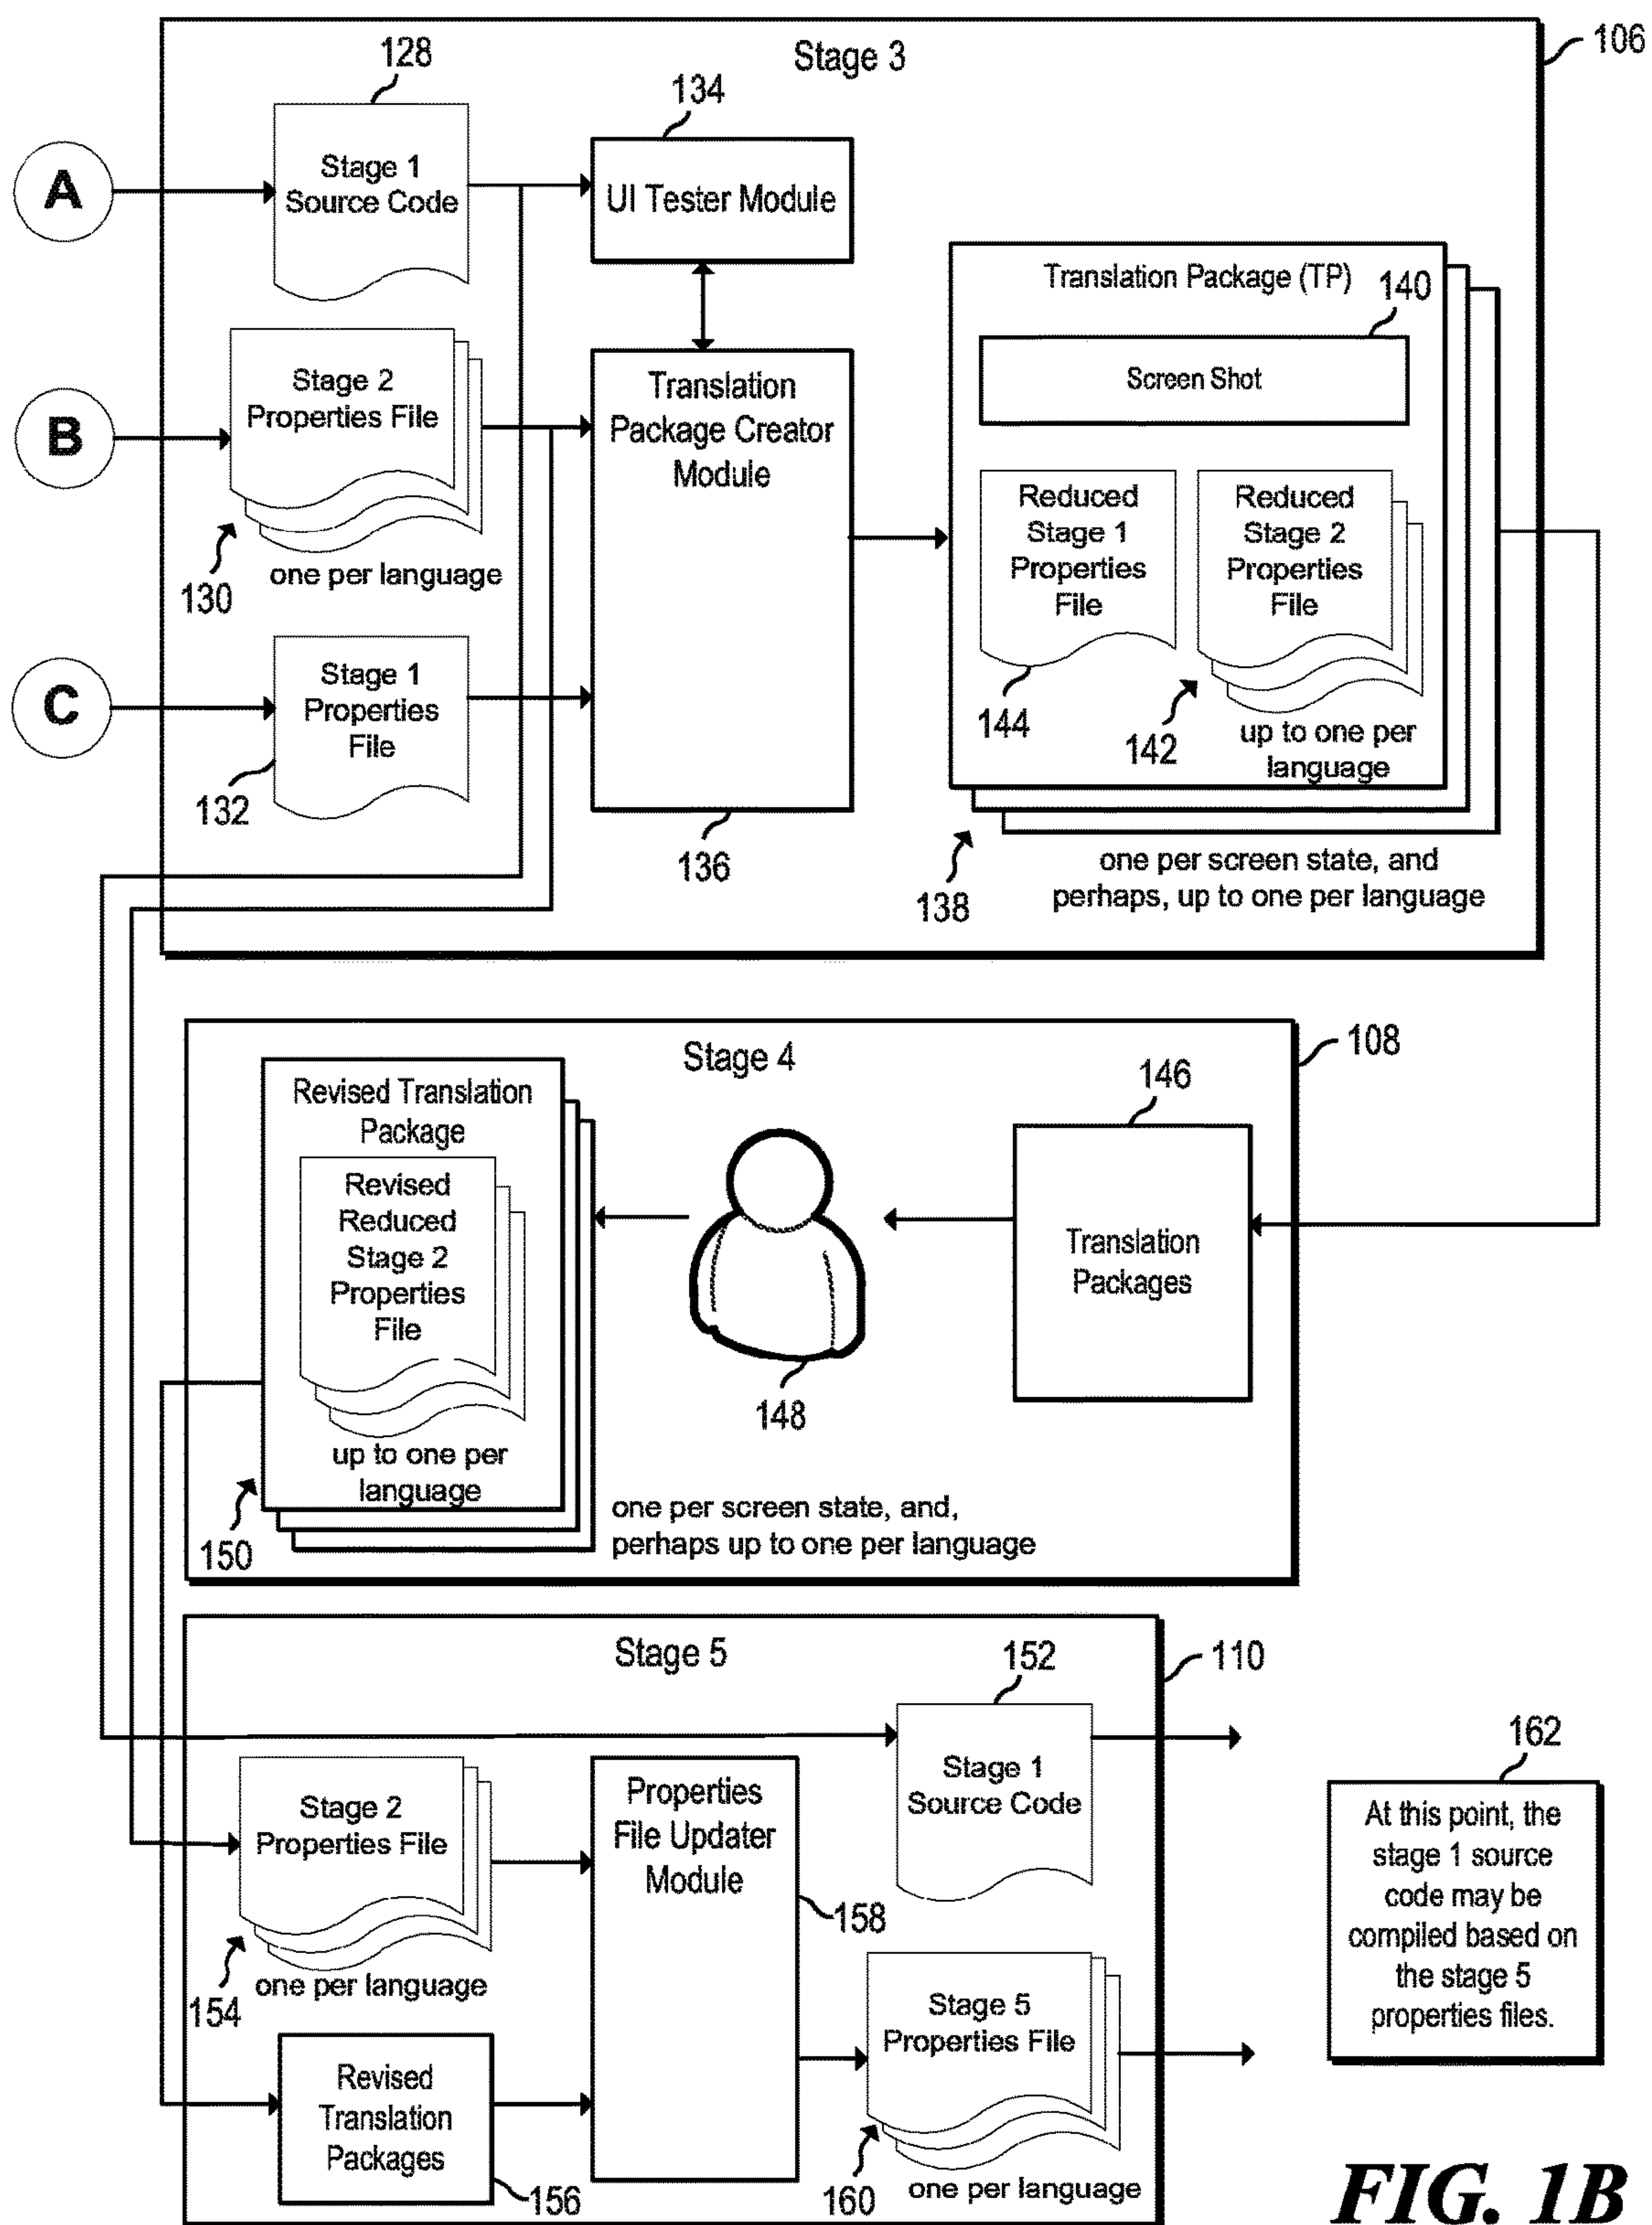 Stage 3
106
128
134
A
Stage 1
Source Code
UI Tester Module
Translation Package (TP)
140
Screen Shot
B
Stage 2
Properties File
130
one per language
Translation
Package Creator
Module
Reduced
Stage 1
Properties
File
Reduced
Stage 2
Properties
File
144
142
up to one per
language
C
Stage 1
Properties
File
132
136
138
one per screen state, and
perhaps, up to one per language
Stage 4
108
146
Revised Translation
Package
Revised
Reduced
Stage 2
Properties
File
up to one per
language
150
148
Translation
Packages
one per screen state, and,
perhaps up to one per language
Stage 5
110
152
Stage 1
Source Code
162
At this point, the
stage 1 source
code may be
compiled based on
the stage 5
properties files.
Stage 2
Properties File
154
one per language
Properties
File Updater
Module
158
Stage 5
Properties File
160
one per language
Revised
Translation
Packages
156
FIG. 1B